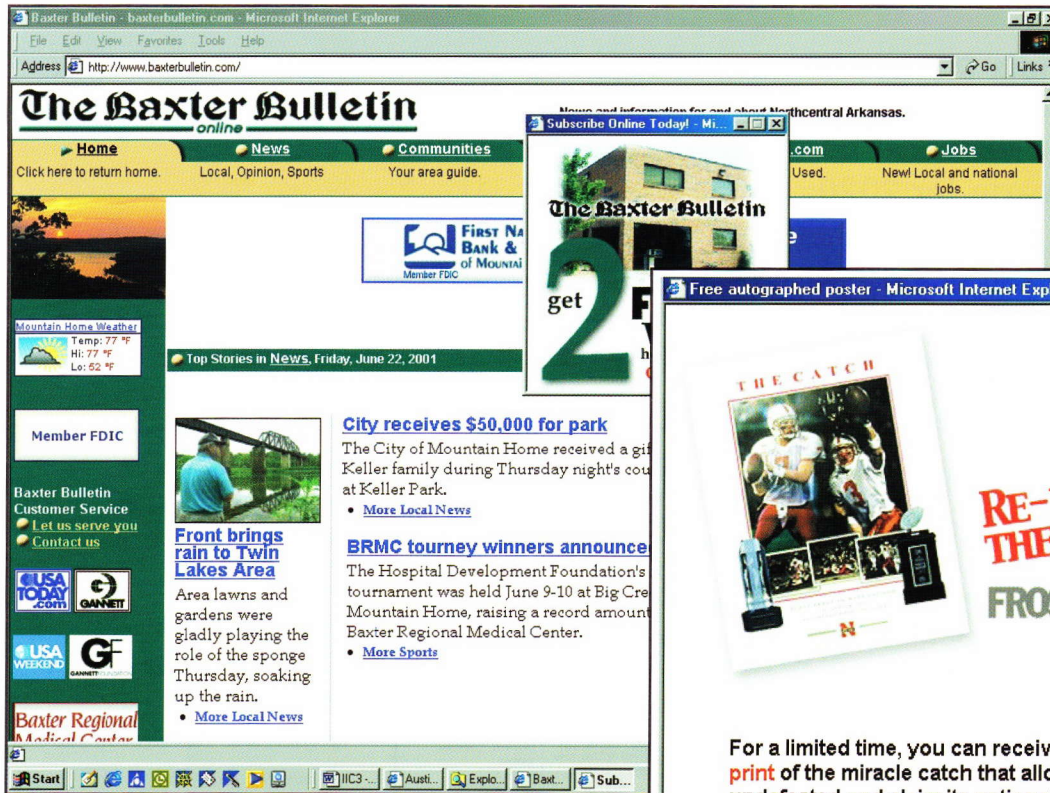 Baxter Bulletin - baxterbulletin.com - Microsoft Internet Explorer
File Edit View Favorites Tools Help
Address http://www.baxterbulletin.com/
Go Links
The Baxter Bulletin
online
News and information for and about Northcentral Arkansas.
Home
Click here to return home.
News
Local, Opinion, Sports
Communities
Your area guide.
.com
Used.
Jobs
New! Local and national
jobs.
Subscribe Online Today! - Mi...
The Baxter Bulletin
get 2
FIRST NA
BANK &
of MOUNTAI
Member FDIC
Mountain Home Weather
Temp: 77 °F
Hi: 77 °F
Lo: 52 °F
Member FDIC
Baxter Bulletin
Customer Service
Let us serve you
Contact us
USA
TODAY
.com
GANNETT
USA
WEEKEND
GF
GANNETT FOUNDATION
Baxter Regional
Medical Center
Top Stories in News, Friday, June 22, 2001
Front brings
rain to Twin
Lakes Area
Area lawns and
gardens were
gladly playing the
role of the sponge
Thursday, soaking
up the rain.
• More Local News
City receives $50,000 for park
The City of Mountain Home received a gif
Keller family during Thursday night's cou
at Keller Park.
• More Local News
BRMC tourney winners announce
The Hospital Development Foundation's
tournament was held June 9-10 at Big Cre
Mountain Home, raising a record amount
Baxter Regional Medical Center.
• More Sports
Free autographed poster - Microsoft Internet Exp
THE CATCH
N
RE-
THE
FROS
For a limited time, you can receiv
print of the miracle catch that allo
Start
IIC3 -...
Austi...
Explo...
Baxt...
Sub...